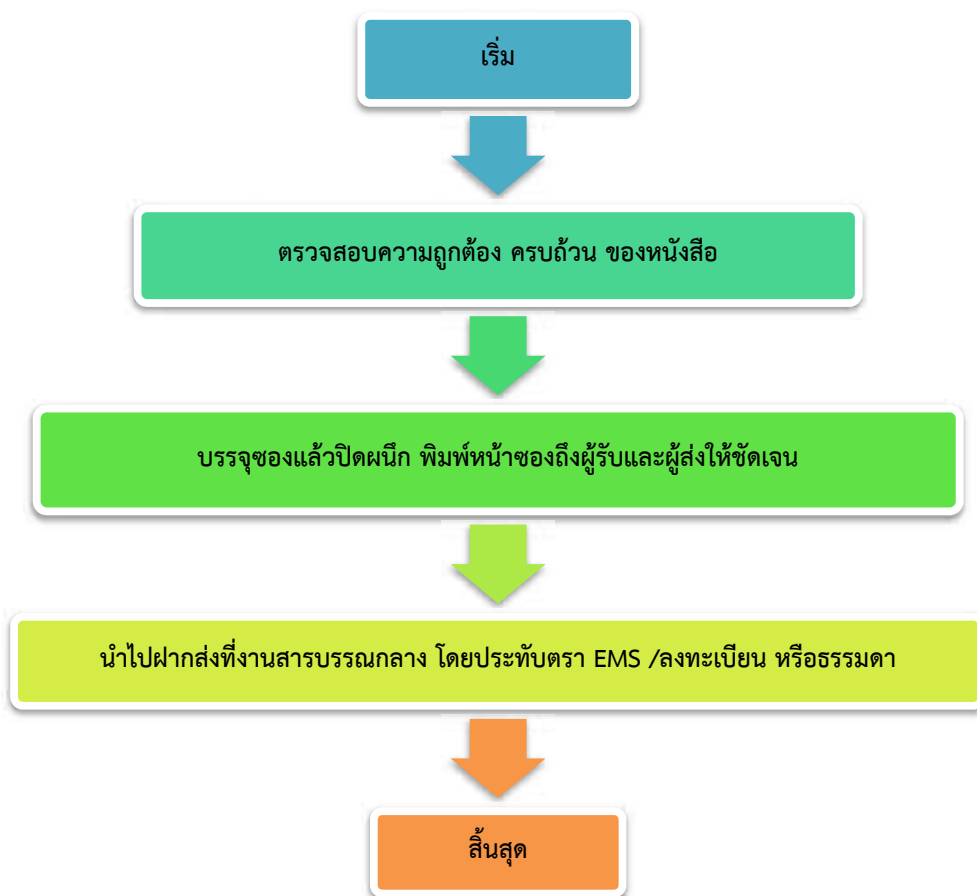 เริ่ม
ตรวจสอบความถูกต้อง ครบถ้วน ของหนังสือ
บรรจุซองแล้วปิดผนึก พิมพ์หน้าซองถึงผู้รับและผู้ส่งให้ชัดเจน
นำไปฝากส่งที่งานสารบรรณกลาง โดยประทับตรา EMS /ลงทะเบียน หรือธรรมดา
สิ้นสุด